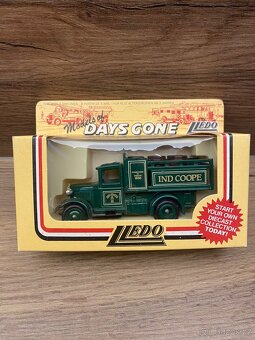 Models of
DAYS GONE
LLEDO
IND COOPE
LLEDO
START
YOUR OWN
DIECAST
COLLECTION
TODAY!